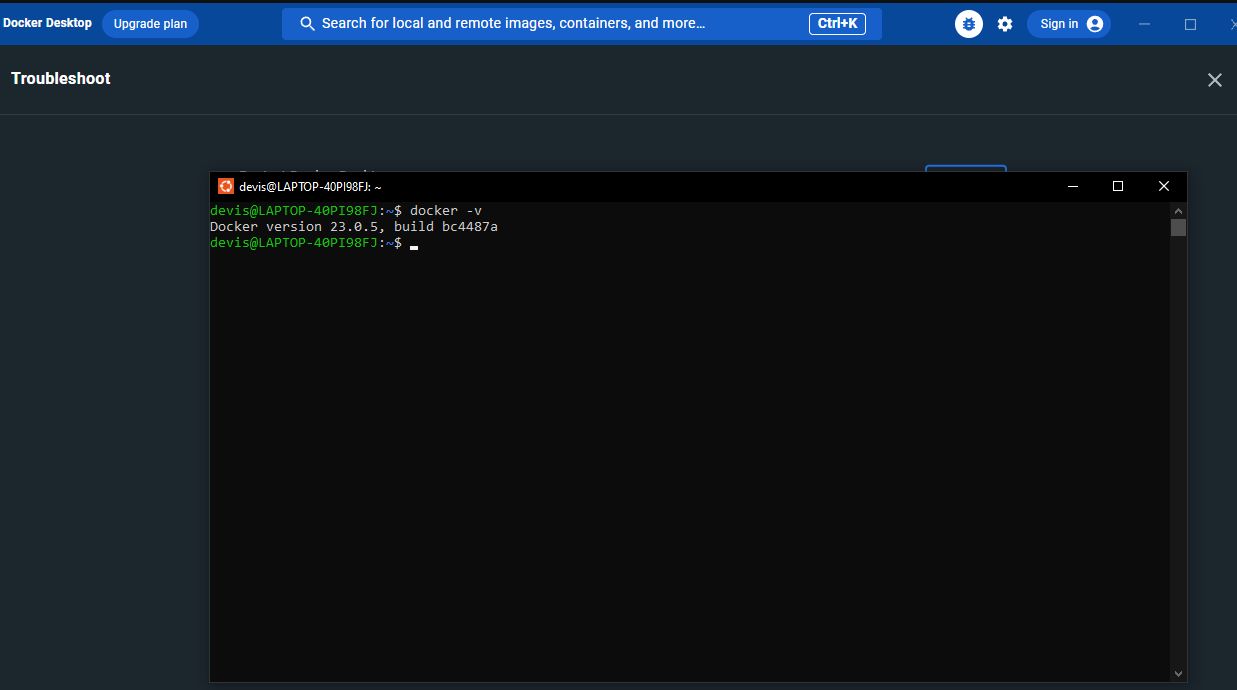 Docker Desktop
Upgrade plan
Search for local and remote images, containers, and more...
Ctrl+K
Sign in
Troubleshoot
devis@LAPTOP-40PI98FJ: ~
devis@LAPTOP-40PI98FJ:~$ docker -v
Docker version 23.0.5, build bc4487a
devis@LAPTOP-40PI98FJ:~$